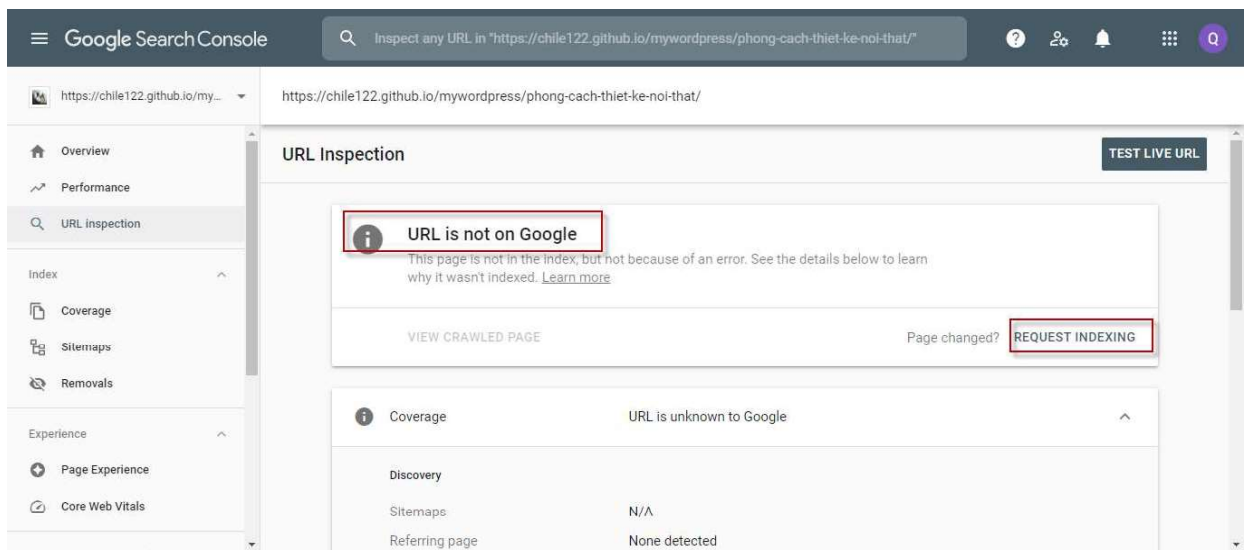 Google Search Console
Inspect any URL in "https://chile122.github.io/mywordpress/phong-cach-thiet-ke-noi-that/"
Q
https://chile122.github.io/my...
https://chile122.github.io/mywordpress/phong-cach-thiet-ke-noi-that/
Overview
Performance
URL inspection
Index
Coverage
Sitemaps
Removals
Experience
Page Experience
Core Web Vitals
URL Inspection
TEST LIVE URL
URL is not on Google
This page is not in the index, but not because of an error. See the details below to learn
why it wasn't indexed. Learn more
VIEW CRAWLED PAGE
Page changed? REQUEST INDEXING
Coverage
URL is unknown to Google
Discovery
Sitemaps
N/A
Referring page
None detected